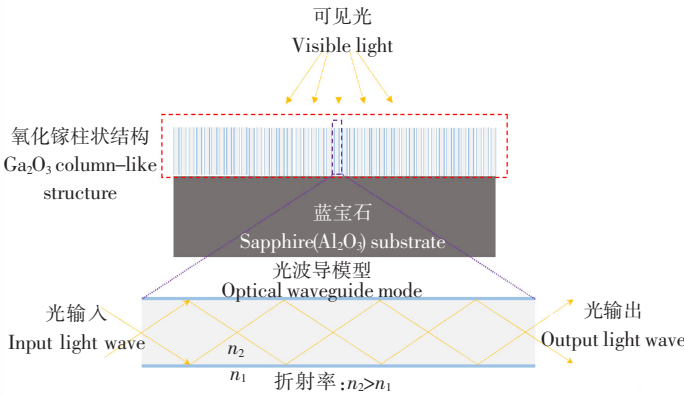 可见光
Visible light
氧化镓柱状结构
Ga₂O₃ column-like
structure
蓝宝石
Sapphire(Al₂O₃) substrate
光波导模型
Optical waveguide mode
光输入
Input light wave
光输出
Output light wave
n₂
n₁
折射率:n₂>n₁